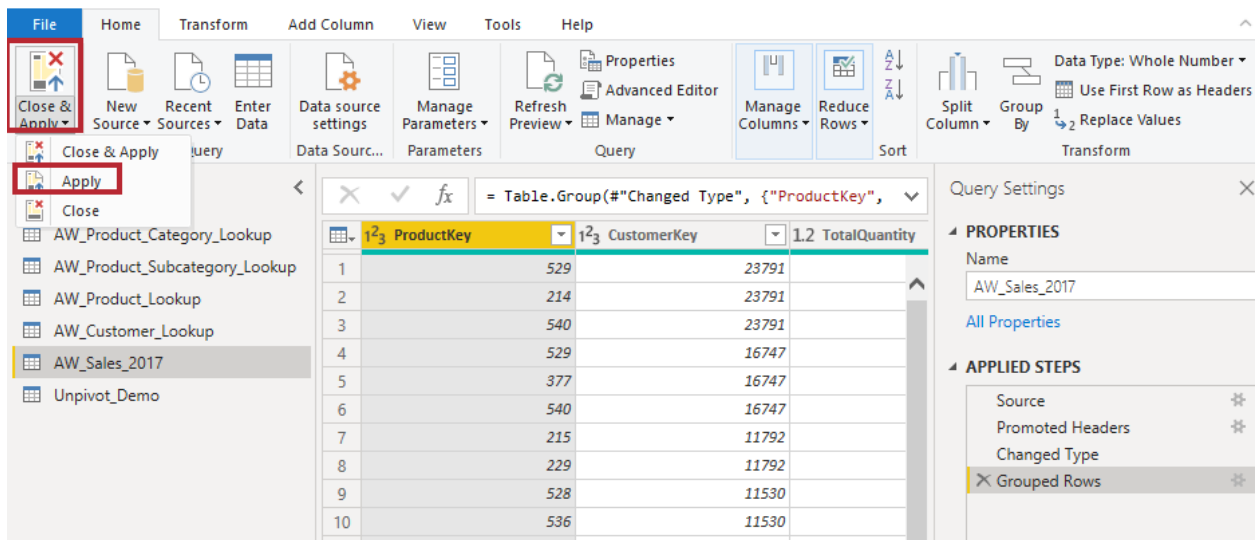 File Home Transform Add Column View Tools Help
Close & Apply
New Source
Recent Sources
Enter Data
Data source settings
Manage Parameters
Refresh Preview
Properties
Advanced Editor
Manage
Manage Columns
Reduce Rows
Split Column
Group By
Data Type: Whole Number
Use First Row as Headers
Replace Values
Data Sourc... Parameters Query Sort Transform
Close & Apply
Apply
Close
AW_Product_Category_Lookup
AW_Product_Subcategory_Lookup
AW_Product_Lookup
AW_Customer_Lookup
AW_Sales_2017
Unpivot_Demo
fx = Table.Group(#"Changed Type", {"ProductKey",
1²3 ProductKey 1²3 CustomerKey 1.2 TotalQuantity
1 529 23791
2 214 23791
3 540 23791
4 529 16747
5 377 16747
6 540 16747
7 215 11792
8 229 11792
9 528 11530
10 536 11530
Query Settings
PROPERTIES
Name
AW_Sales_2017
All Properties
APPLIED STEPS
Source
Promoted Headers
Changed Type
Grouped Rows